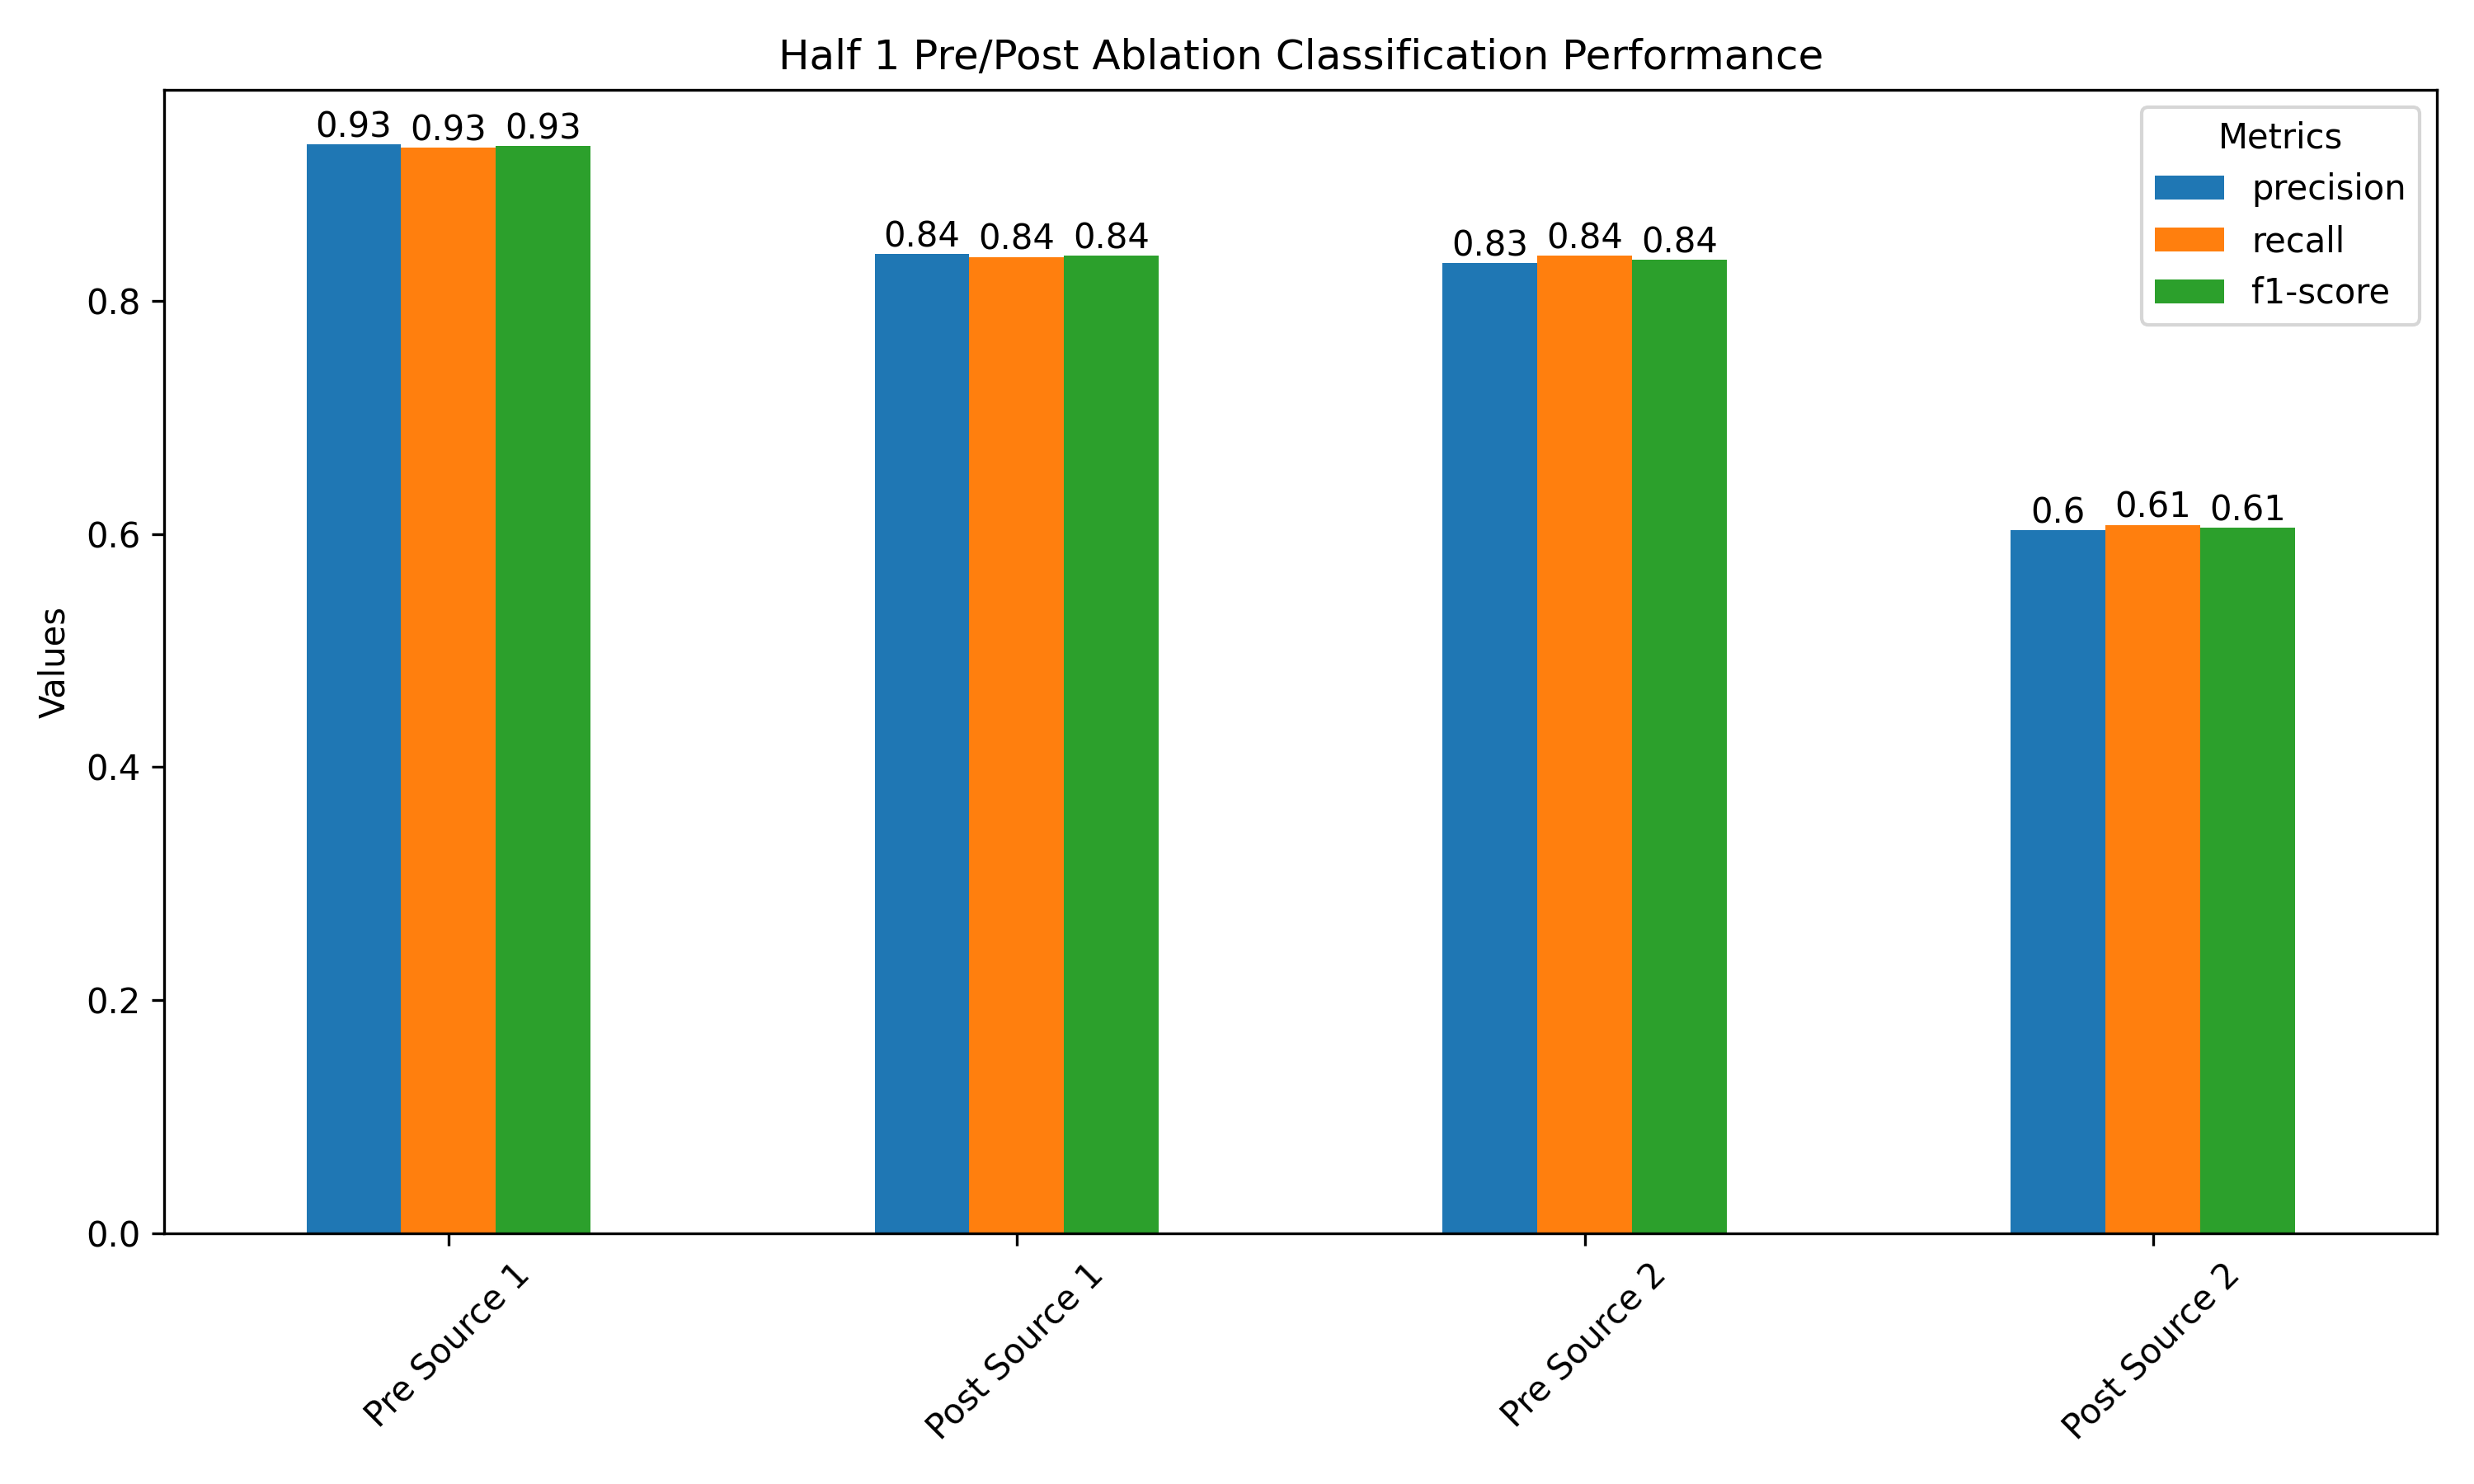 Half 1 Pre/Post Ablation Classification Performance
Metrics
precision
recall
f1-score
0.93 0.93 0.93
0.84 0.84 0.84
0.83 0.84 0.84
0.6 0.61 0.61
Values
0.8
0.6
0.4
0.2
0.0
Pre Source 1
Post Source 1
Pre Source 2
Post Source 2